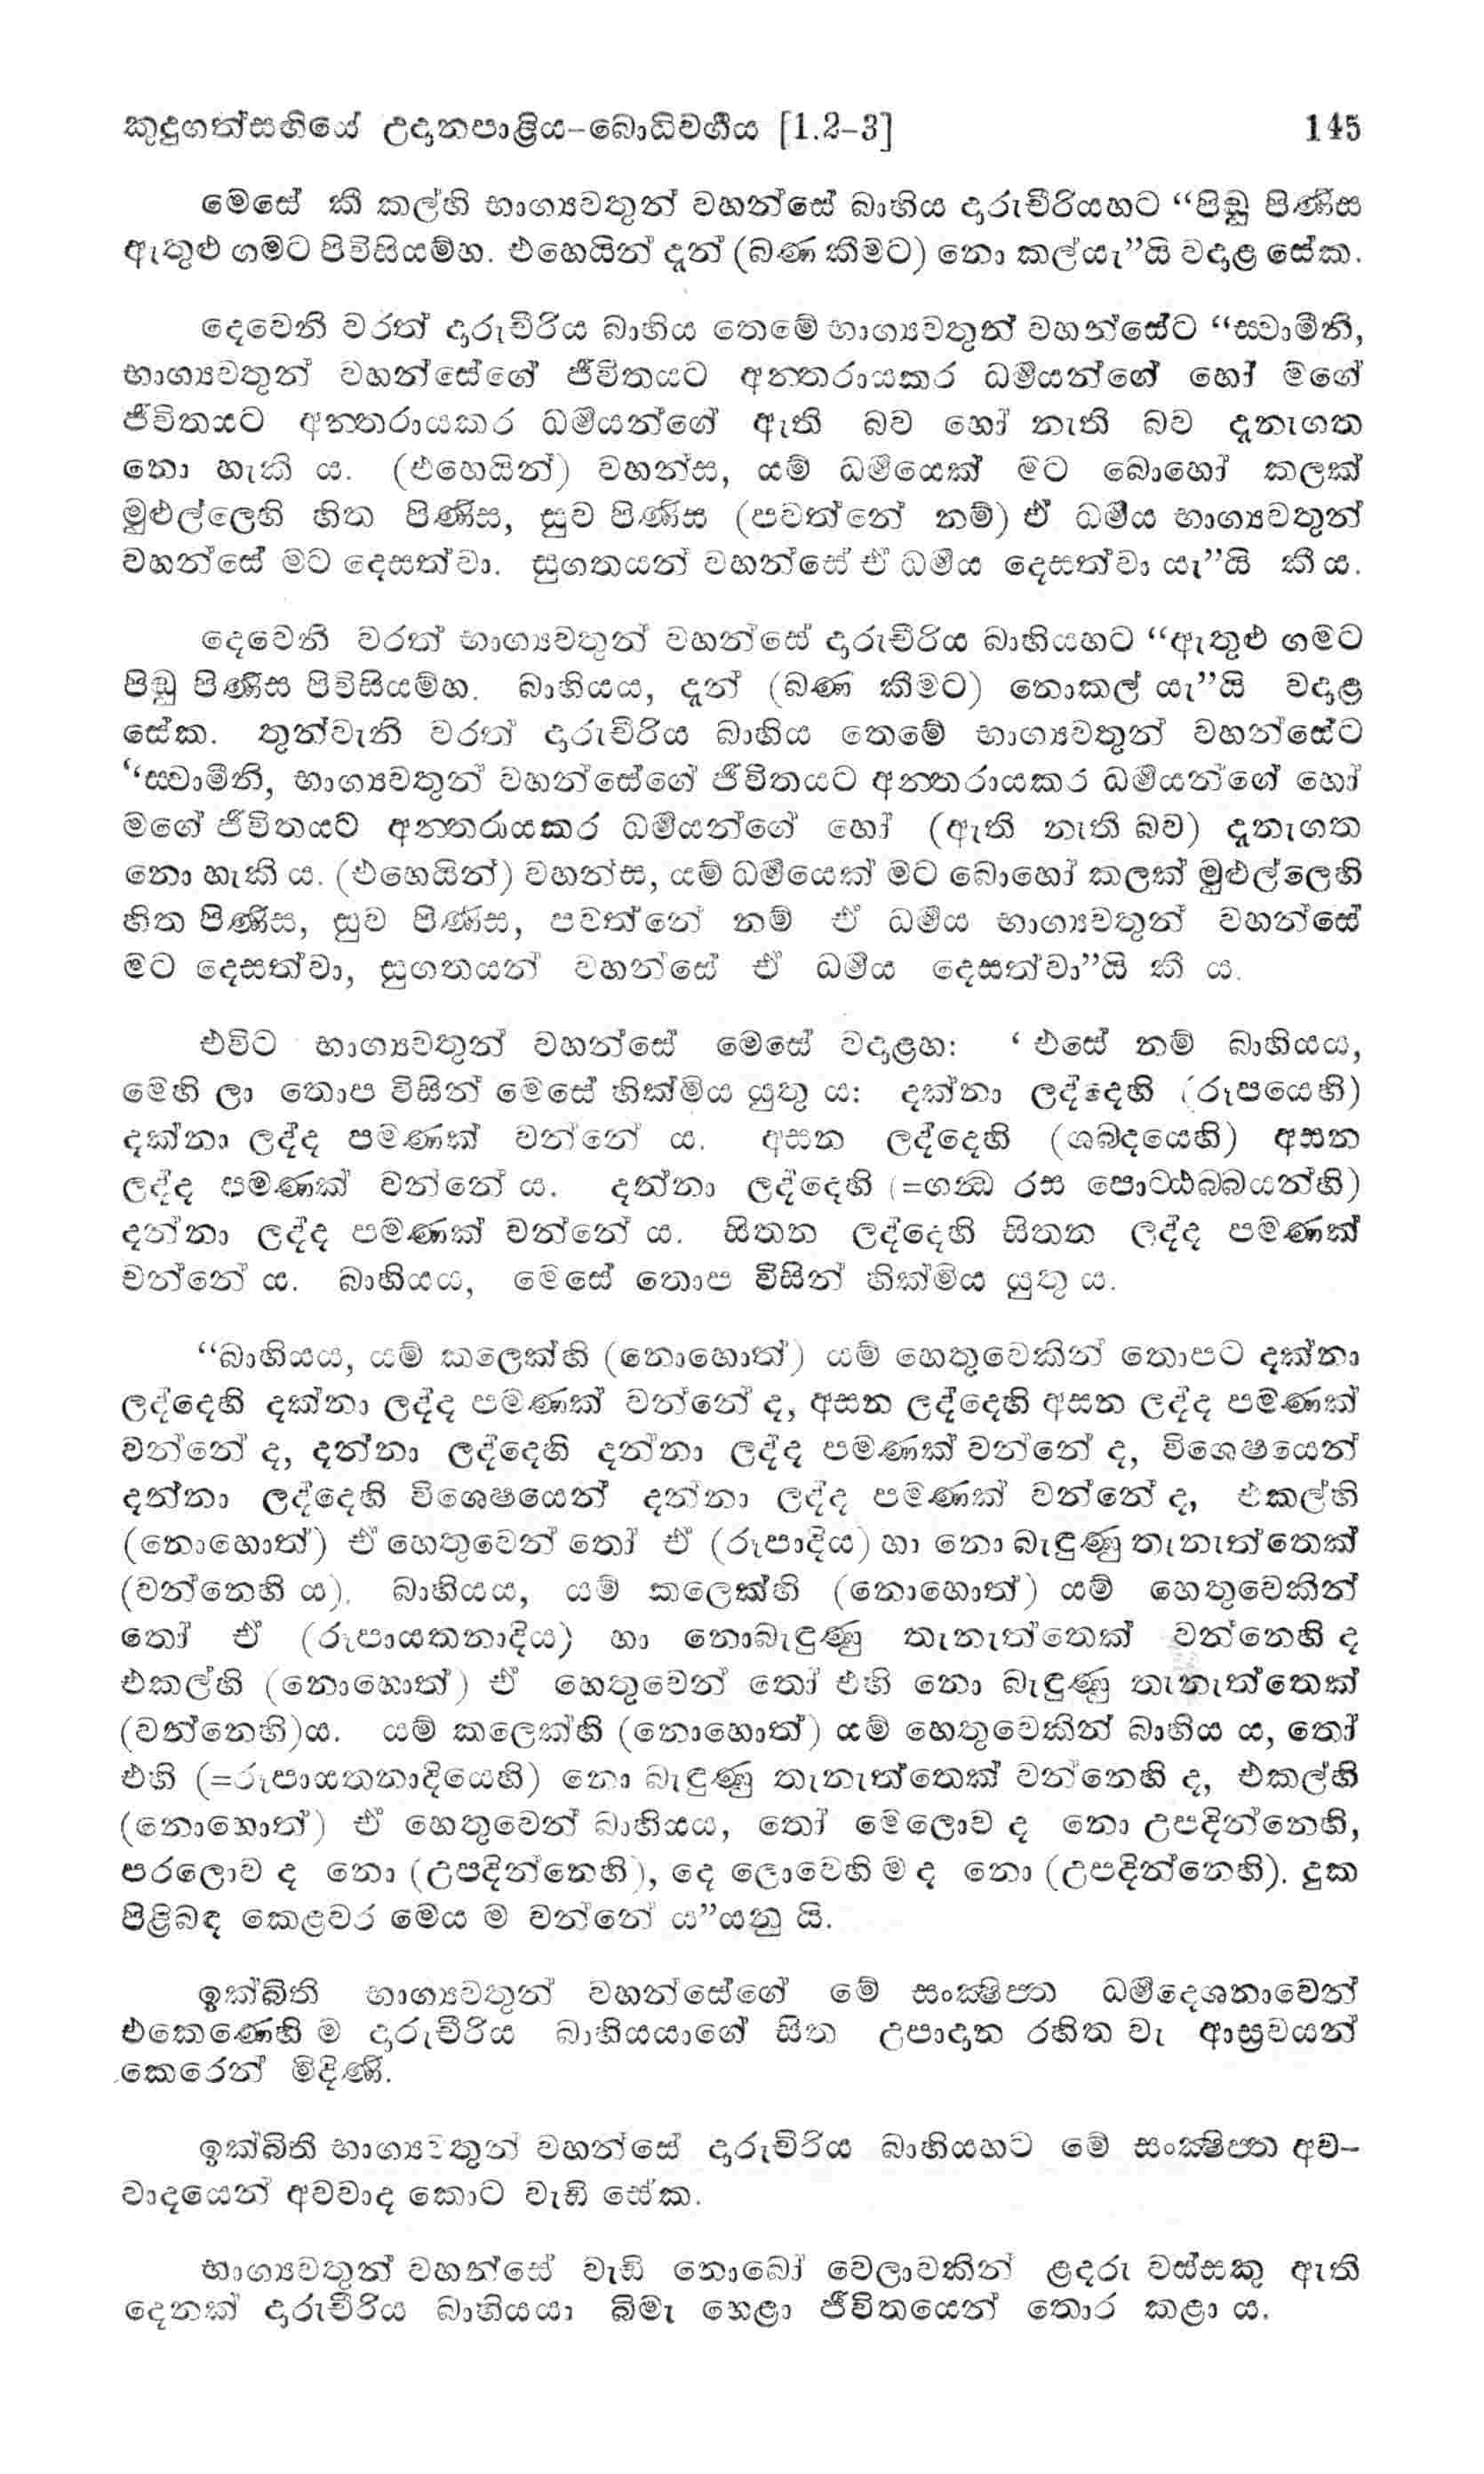 කුදුගත්සඟියේ උදානපාළිය-බොධිවර්ගය [1.2-3] 145
මෙසේ කී කල්හි භාග්‍යවතුන් වහන්සේ බාහිය දාරුචීරියහට “පිඬු පිණිස
ඇතුළු ගමට පිවිසියම්හ. එහෙයින් දැන් (බණ කීමට) නො කල්යැ”යි වදාළ සේක.
දෙවෙනි වරත් දාරුචීරිය බාහිය තෙමේ භාග්‍යවතුන් වහන්සේට “ස්වාමීනි,
භාග්‍යවතුන් වහන්සේගේ ජීවිතයට අන්තරායකර ධර්මයන්ගේ හෝ මගේ
ජීවිතයට අන්තරායකර ධර්මයන්ගේ ඇති බව හෝ නැති බව දැනගත
නො හැකි ය. (එහෙයින්) වහන්ස, යම් ධර්මයෙක් මට බොහෝ කලක්
මුළුල්ලෙහි හිත පිණිස, සුව පිණිස (පවත්නේ නම්) ඒ ධර්මය භාග්‍යවතුන්
වහන්සේ මට දෙසත්වා. සුගතයන් වහන්සේ ඒ ධර්මය දෙසත්වා යැ”යි කීය.
දෙවෙනි වරත් භාග්‍යවතුන් වහන්සේ දාරුචීරිය බාහියහට “ඇතුළු ගමට
පිඬු පිණිස පිවිසියම්හ. බාහියය, දැන් (බණ කීමට) නොකල් යැ”යි වදාළ
සේක. තුන්වැනි වරත් දාරුචීරිය බාහිය තෙමේ භාග්‍යවතුන් වහන්සේට
“ස්වාමීනි, භාග්‍යවතුන් වහන්සේගේ ජීවිතයට අන්තරායකර ධර්මයන්ගේ හෝ
මගේ ජීවිතයට අන්තරායකර ධර්මයන්ගේ හෝ (ඇති නැති බව) දැනැගත
නො හැකි ය. (එහෙයින්) වහන්ස, යම් ධර්මයෙක් මට බොහෝ කලක් මුළුල්ලෙහි
හිත පිණිස, සුව පිණිස, පවත්නේ නම් ඒ ධර්මය භාග්‍යවතුන් වහන්සේ
මට දෙසත්වා, සුගතයන් වහන්සේ ඒ ධර්මය දෙසත්වා”යි කී ය.
එවිට භාග්‍යවතුන් වහන්සේ මෙසේ වදාළහ: ‘ එසේ නම් බාහියය,
මෙහි ලා තොප විසින් මෙසේ හික්මිය යුතු ය: දක්නා ලද්දෙහි (රූපයෙහි)
දක්නා ලද්ද පමණක් වන්නේ ය. අසන ලද්දෙහි (ශබ්දයෙහි) අසන
ලද්ද පමණක් වන්නේ ය. දන්නා ලද්දෙහි (=ගන්ධ රස පොට්ඨබ්බයන්හි)
දන්නා ලද්ද පමණක් වන්නේ ය. සිතන ලද්දෙහි සිතන ලද්ද පමණක්
වන්නේ ය. බාහියය, මෙසේ තොප විසින් හික්මිය යුතු ය.
“බාහියය, යම් කලෙක්හි (නොහොත්) යම් හෙතුවෙකින් තොපට දක්නා
ලද්දෙහි දක්නා ලද්ද පමණක් වන්නේ ද, අසන ලද්දෙහි අසන ලද්ද පමණක්
වන්නේ ද, දන්නා ලද්දෙහි දන්නා ලද්ද පමණක් වන්නේ ද, විශෙෂයෙන්
දන්නා ලද්දෙහි විශෙෂයෙන් දන්නා ලද්ද පමණක් වන්නේ ද, එකල්හි
(නොහොත්) ඒ හෙතුවෙන් තෝ ඒ (රූපාදිය) හා නො බැඳුණු තැනැත්තෙක්
(වන්නෙහි ය). බාහියය, යම් කලෙක්හි (නොහොත්) යම් හෙතුවෙකින්
තෝ ඒ (රූපායතනාදිය) හා නොබැඳුණු තැනැත්තෙක් වන්නෙහි ද
එකල්හි (නොහොත්) ඒ හෙතුවෙන් තෝ එහි නො බැඳුණු තැනැත්තෙක්
(වන්නෙහි)ය. යම් කලෙක්හි (නොහොත්) යම් හෙතුවෙකින් බාහිය ය, තෝ
එහි (=රූපායතනාදියෙහි) නො බැඳුණු තැනැත්තෙක් වන්නෙහි ද, එකල්හි
(නොහොත්) ඒ හෙතුවෙන් බාහියය, තෝ මෙලොව ද නො උපදින්නෙහි,
පරලොව ද නො (උපදින්නෙහි), දෙ ලොවෙහි ම ද නො (උපදින්නෙහි). දුක
පිළිබඳ කෙළවර මෙය ම වන්නේ ය”යනු යි.
ඉක්බිති භාග්‍යවතුන් වහන්සේගේ මේ සංක්ෂිප්ත ධර්මදෙශනාවෙන්
එකෙණෙහි ම දාරුචීරිය බාහියයාගේ සිත උපාදාන රහිත වැ ආස්‍රවයන්
කෙරෙන් මිදිණි.
ඉක්බිති භාග්‍යවතුන් වහන්සේ දාරුචීරිය බාහියහට මේ සංක්ෂිප්ත අව-
වාදයෙන් අවවාද කොට වැඩි සේක.
භාග්‍යවතුන් වහන්සේ වැඩි නොබෝ වෙලාවකින් ළදරු වස්සකු ඇති
දෙනක් දාරුචීරිය බාහියයා බිමැ හෙළා ජීවිතයෙන් තොර කළා ය.